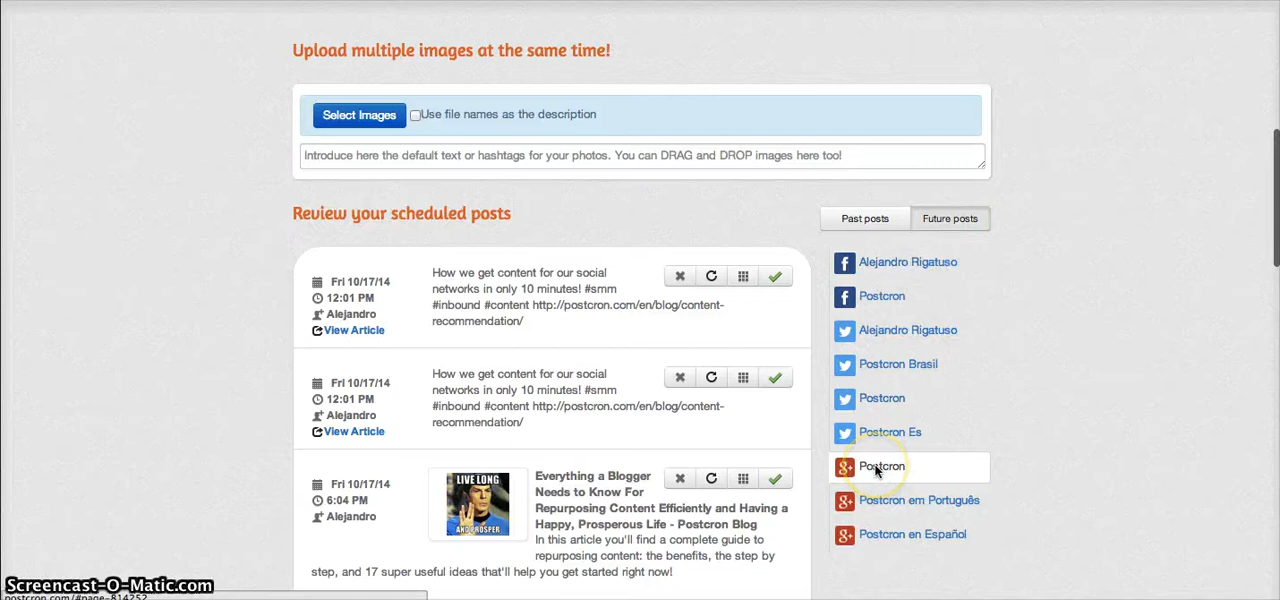 Upload multiple images at the same time!
Select Images
Use file names as the description
Introduce here the default text or hashtags for your photos. You can DRAG and DROP images here too!
Review your scheduled posts
Past posts
Future posts
Fri 10/17/14
12:01 PM
Alejandro
View Article
How we get content for our social
networks in only 10 minutes! #smm
#inbound #content http://postcron.com/en/blog/content-
recommendation/
Fri 10/17/14
12:01 PM
Alejandro
View Article
How we get content for our social
networks in only 10 minutes! #smm
#inbound #content http://postcron.com/en/blog/content-
recommendation/
Fri 10/17/14
6:04 PM
Alejandro
LIVE LONG
AND PROSPER
Everything a Blogger
Needs to Know For
Repurposing Content Efficiently and Having a
Happy, Prosperous Life - Postcron Blog
In this article you'll find a complete guide to
repurposing content: the benefits, the step by
step, and 17 super useful ideas that'll help you get started right now!
Alejandro Rigatuso
Postcron
Alejandro Rigatuso
Postcron Brasil
Postcron
Postcron Es
Postcron
Postcron em Português
Postcron en Español
Screencast-O-Matic.com
postcron.com/#page-814252